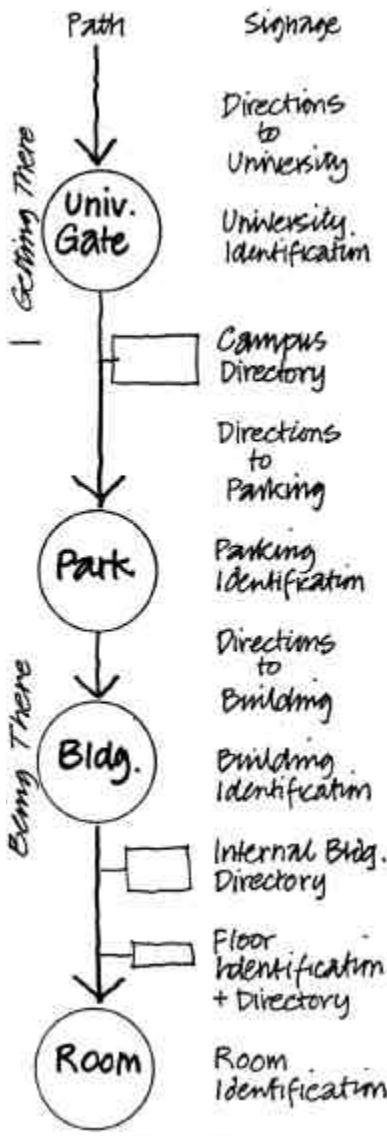 Path
Signage
Getting There
Directions
to
University
Univ.
Gate
University
Identification
Campus
Directory
Directions
to
Parking
Park
Parking
Identification
Being There
Directions
to
Building
Bldg.
Building
Identification
Internal Bldg.
Directory
Floor
Identification
+ Directory
Room
Room
Identification